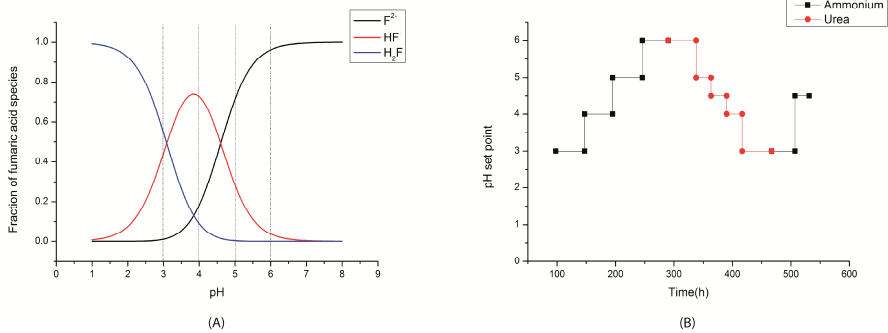 F²⁻
HF
H₂F
Fraction of fumaric acid species
1.0
0.8
0.6
0.4
0.2
0.0
0 1 2 3 4 5 6 7 8 9
pH
(A)
Ammonium
Urea
pH set point
6
5
4
3
2
1
0
100 200 300 400 500 600
Time(h)
(B)